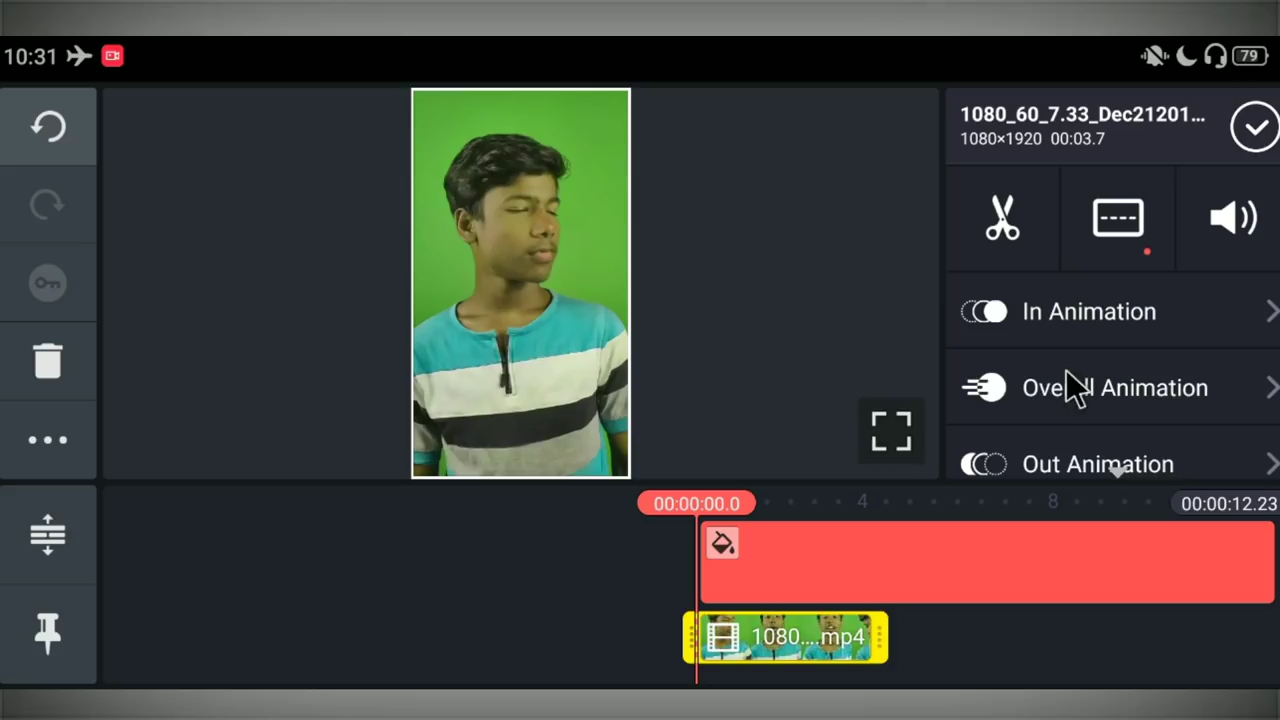 10:31
79
1080_60_7.33_Dec21201...
1080×1920 00:03.7
In Animation
Overall Animation
Out Animation
00:00:00.0
4
8
00:00:12.23
1080....mp4